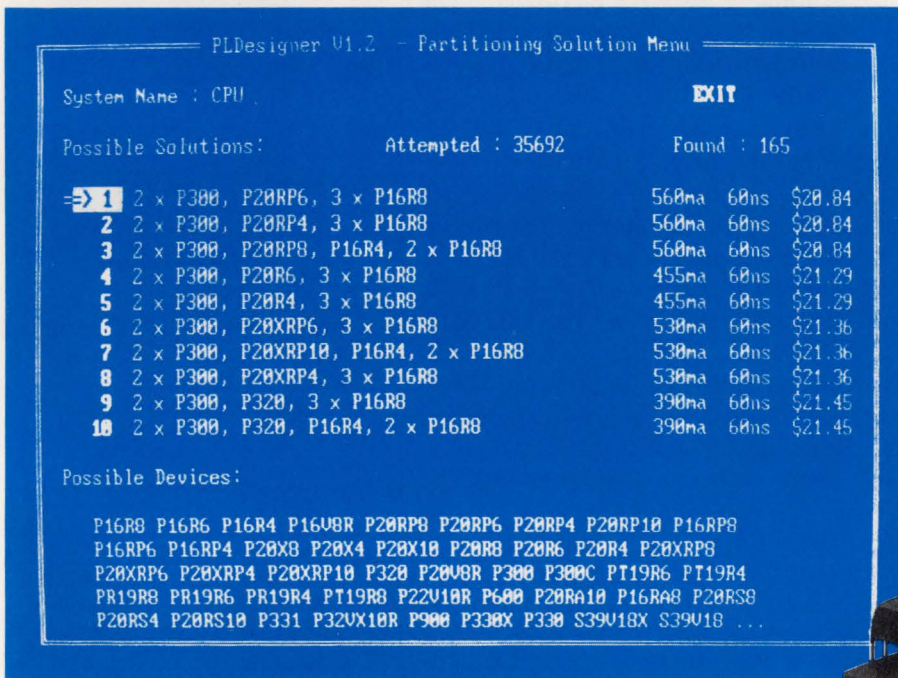 PLDesigner V1.2 - Partitioning Solution Menu
System Name : CPU
EXIT
Possible Solutions: Attempted : 35692 Found : 165
==> 1 2 x P300, P20RP6, 3 x P16R8 560ma 60ns $20.84
2 2 x P300, P20RP4, 3 x P16R8 560ma 60ns $20.84
3 2 x P300, P20RP8, P16R4, 2 x P16R8 560ma 60ns $20.84
4 2 x P300, P20R6, 3 x P16R8 455ma 60ns $21.29
5 2 x P300, P20R4, 3 x P16R8 455ma 60ns $21.29
6 2 x P300, P20XRP6, 3 x P16R8 530ma 60ns $21.36
7 2 x P300, P20XRP10, P16R4, 2 x P16R8 530ma 60ns $21.36
8 2 x P300, P20XRP4, 3 x P16R8 530ma 60ns $21.36
9 2 x P300, P320, 3 x P16R8 390ma 60ns $21.45
10 2 x P300, P320, P16R4, 2 x P16R8 390ma 60ns $21.45
Possible Devices:
P16R8 P16R6 P16R4 P16V8R P20RP8 P20RP6 P20RP4 P20RP10 P16RP8
P16RP6 P16RP4 P20X8 P20X4 P20X10 P20R8 P20R6 P20R4 P20XRP8
P20XRP6 P20XRP4 P20XRP10 P320 P20V8R P300 P300C PT19R6 PT19R4
PR19R8 PR19R6 PR19R4 PT19R8 P22V10R P600 P20RA10 P16RA8 P20RS8
P20RS4 P20RS10 P331 P32VX10R P900 P330X P330 S39V18X S39V18 ...